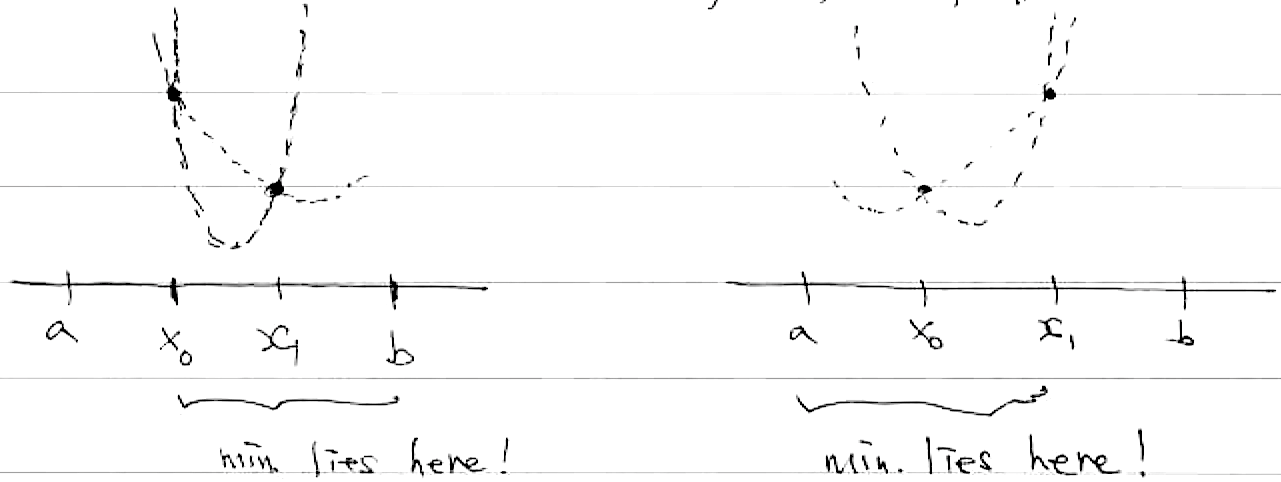 a x₀ x₁ b
min lies here!
a x₀ x₁ b
min. lies here!